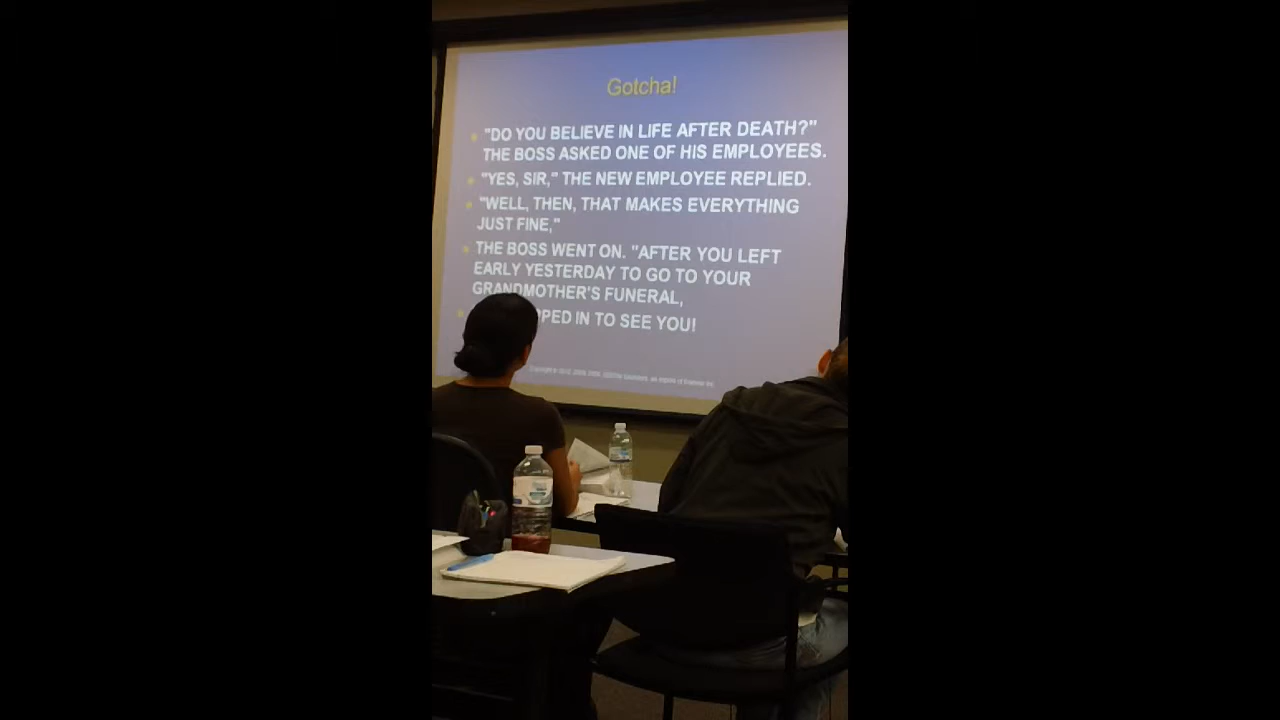 Gotcha!
"DO YOU BELIEVE IN LIFE AFTER DEATH?"
THE BOSS ASKED ONE OF HIS EMPLOYEES.
"YES, SIR," THE NEW EMPLOYEE REPLIED.
"WELL, THEN, THAT MAKES EVERYTHING
JUST FINE,"
THE BOSS WENT ON. "AFTER YOU LEFT
EARLY YESTERDAY TO GO TO YOUR
GRANDMOTHER'S FUNERAL,
PPED IN TO SEE YOU!